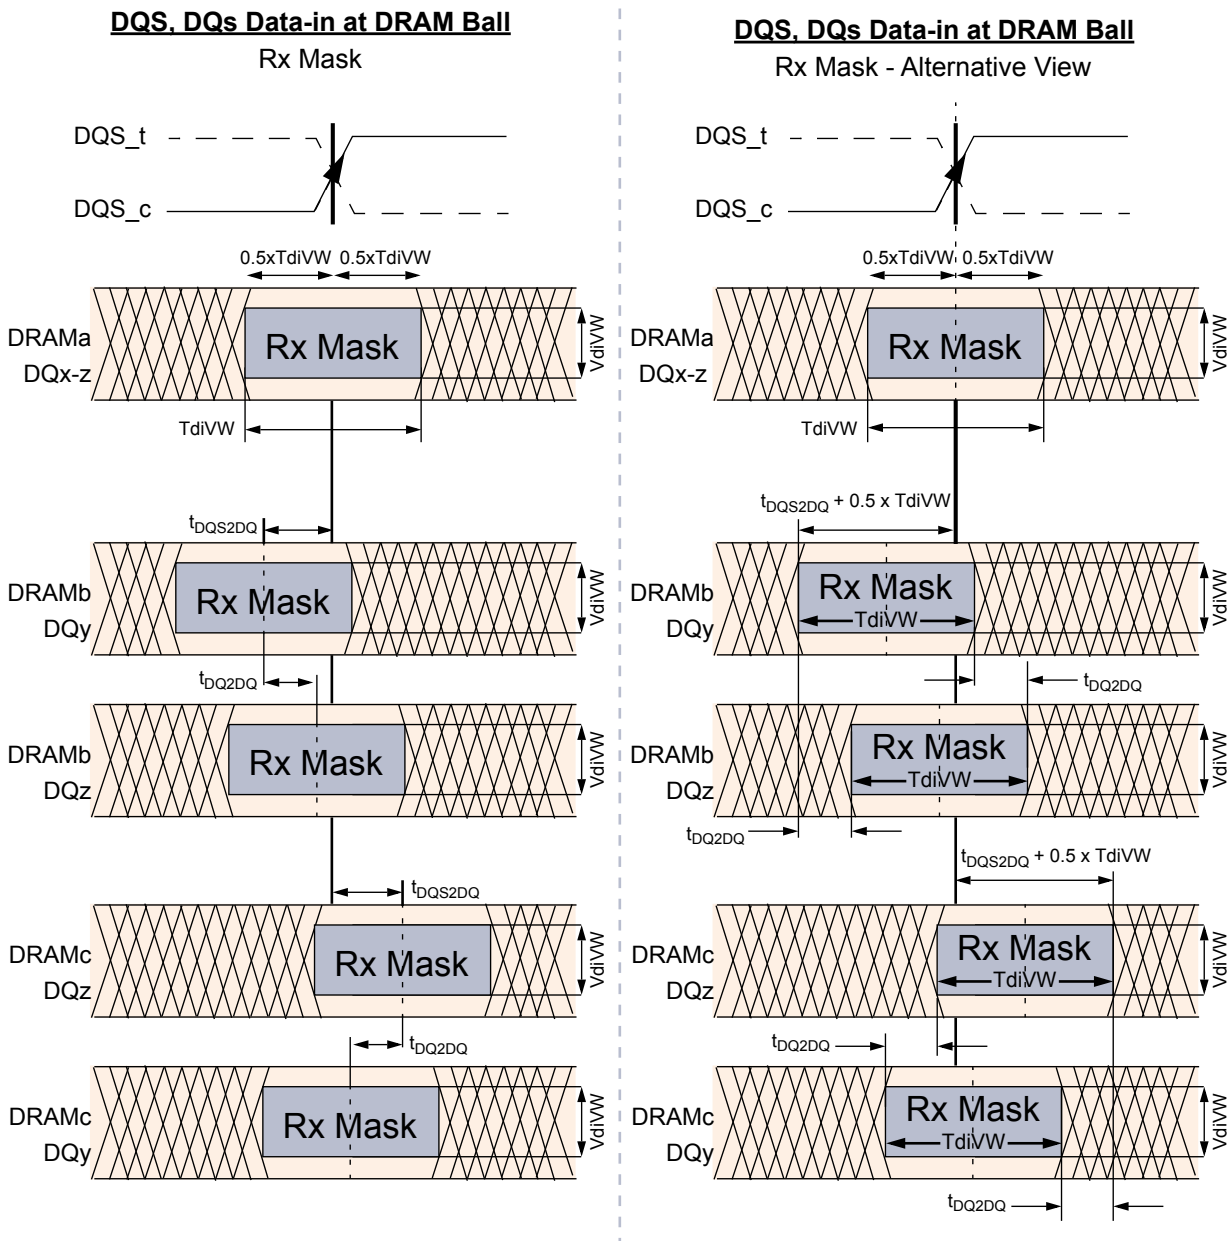 DQS, DQs Data-in at DRAM Ball
Rx Mask
DQS_t
DQS_c
0.5xTdiVW 0.5xTdiVW
DRAMa
DQx-z
Rx Mask
VdiVW
TdiVW
tDQS2DQ
DRAMb
DQy
Rx Mask
VdiVW
tDQ2DQ
DRAMb
DQz
Rx Mask
VdiVW
tDQS2DQ
DRAMc
DQz
Rx Mask
VdiVW
tDQ2DQ
DRAMc
DQy
Rx Mask
VdiVW
DQS, DQs Data-in at DRAM Ball
Rx Mask - Alternative View
DQS_t
DQS_c
0.5xTdiVW 0.5xTdiVW
DRAMa
DQx-z
Rx Mask
VdiVW
TdiVW
tDQS2DQ + 0.5 x TdiVW
DRAMb
DQy
Rx Mask
TdiVW
VdiVW
tDQ2DQ
DRAMb
DQz
Rx Mask
TdiVW
VdiVW
tDQ2DQ
tDQS2DQ + 0.5 x TdiVW
DRAMc
DQz
Rx Mask
TdiVW
VdiVW
tDQ2DQ
DRAMc
DQy
Rx Mask
TdiVW
VdiVW
tDQ2DQ